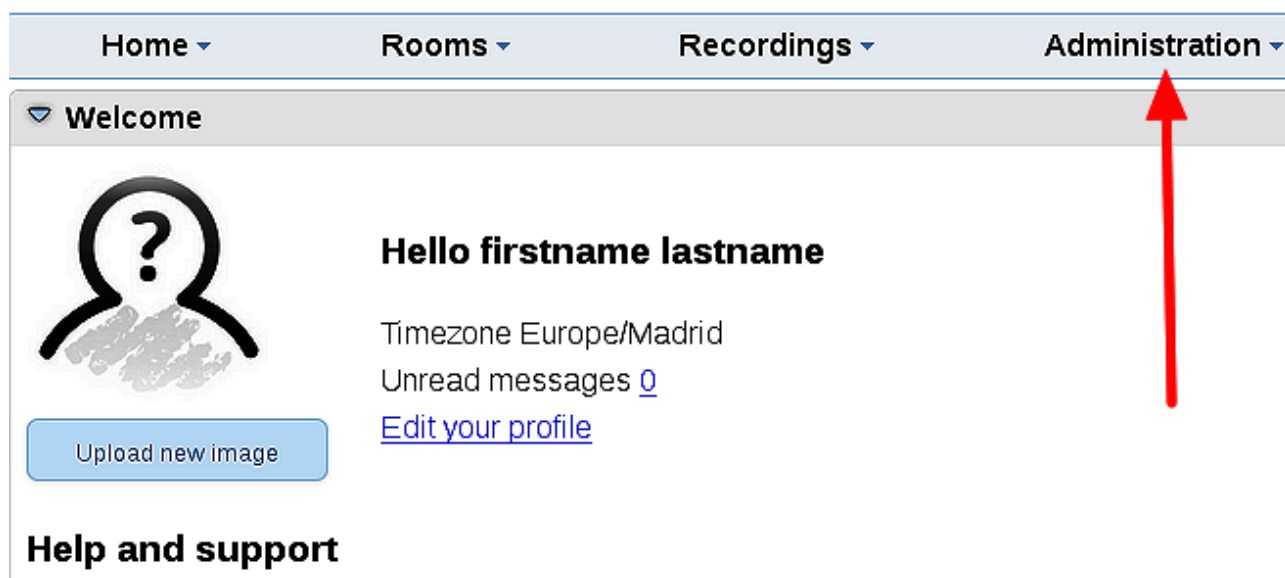 Home Rooms Recordings Administration
Welcome
?
Hello firstname lastname
Timezone Europe/Madrid
Unread messages 0
Edit your profile
Upload new image
Help and support